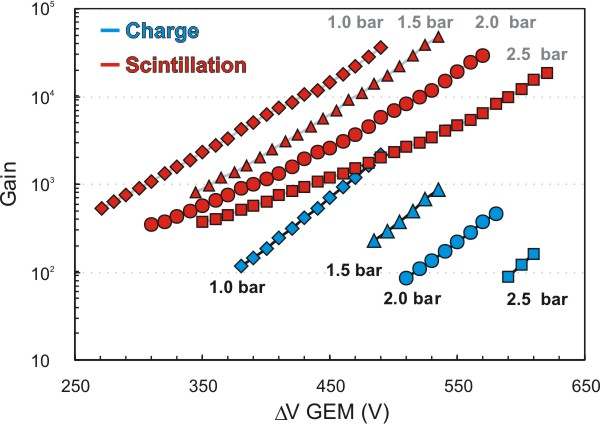 10^5
1.0 bar 1.5 bar 2.0 bar
Charge
Scintillation
2.5 bar
10^4
Gain
10^3
1.5 bar
1.0 bar
2.0 bar
2.5 bar
10^2
10
250 350 450 550 650
ΔV GEM (V)